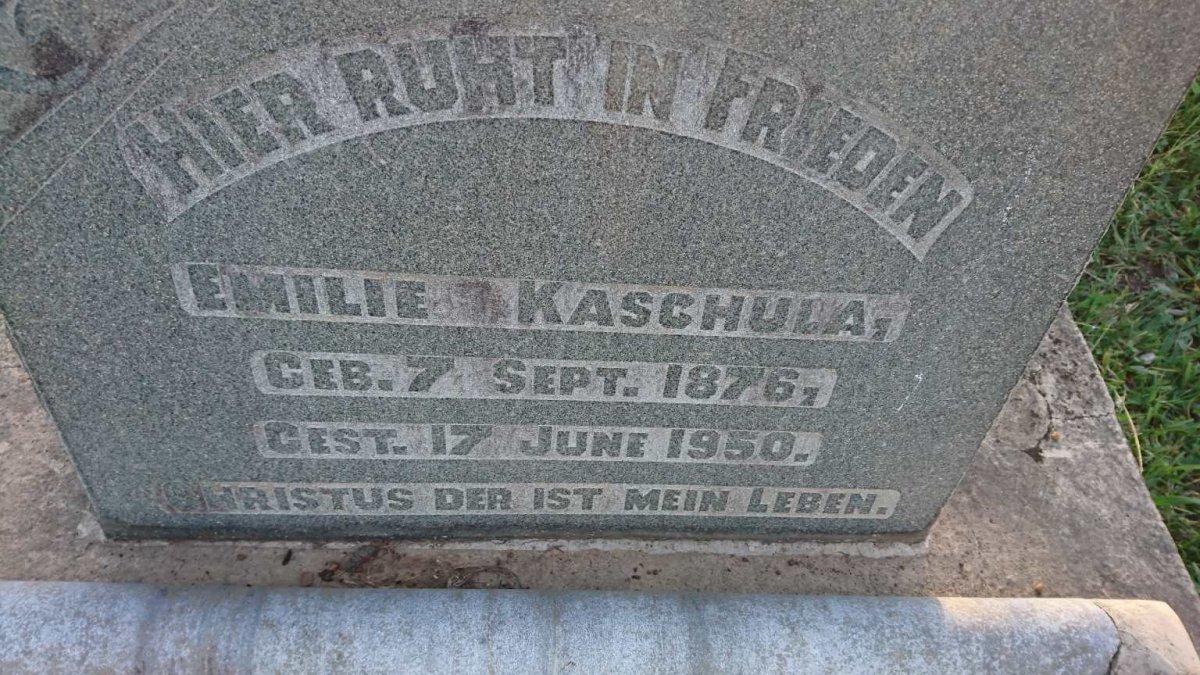 HIER RUHT IN FRIEDEN
EMILIE KASCHULA,
GEB. 7 SEPT. 1876,
GEST. 17 JUNE 1950.
CHRISTUS DER IST MEIN LEBEN.